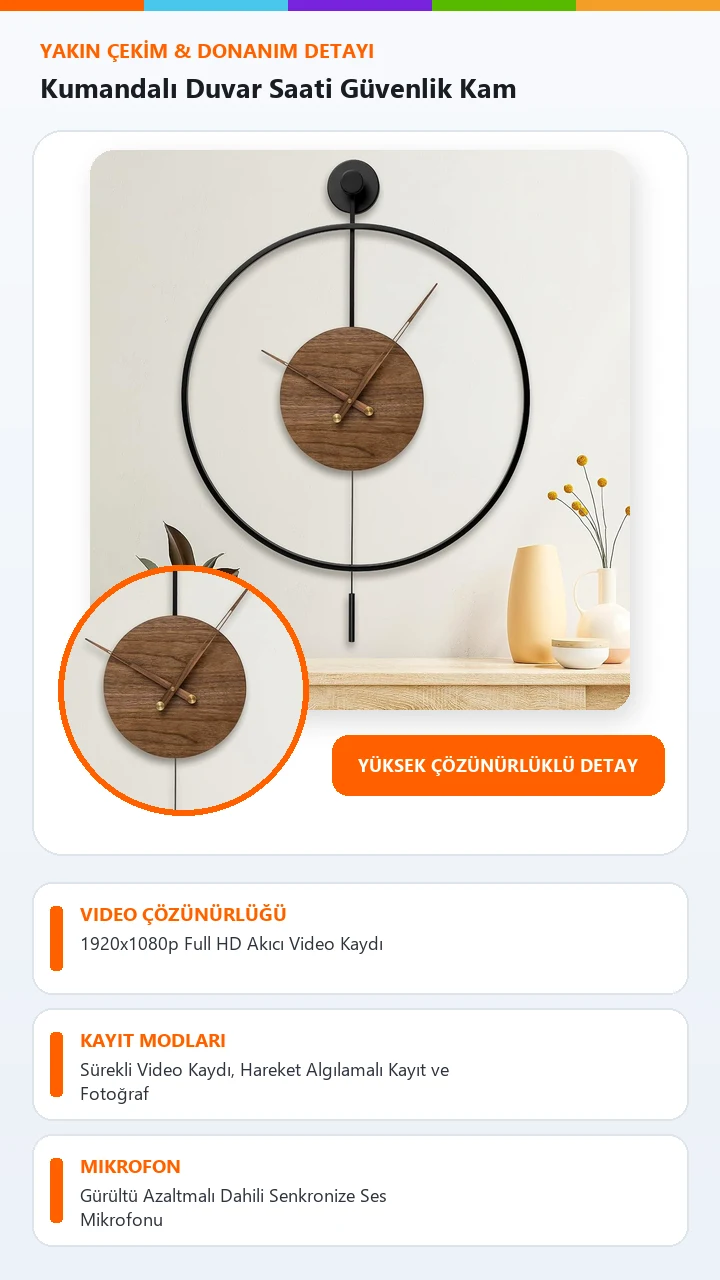 YAKIN ÇEKİM & DONANIM DETAYI
Kumandalı Duvar Saati Güvenlik Kam
YÜKSEK ÇÖZÜNÜRLÜKLÜ DETAY
VIDEO ÇÖZÜNÜRLÜĞÜ
1920x1080p Full HD Akıcı Video Kaydı
KAYIT MODLARI
Sürekli Video Kaydı, Hareket Algılamalı Kayıt ve
Fotoğraf
MIKROFON
Gürültü Azaltmalı Dahili Senkronize Ses
Mikrofonu